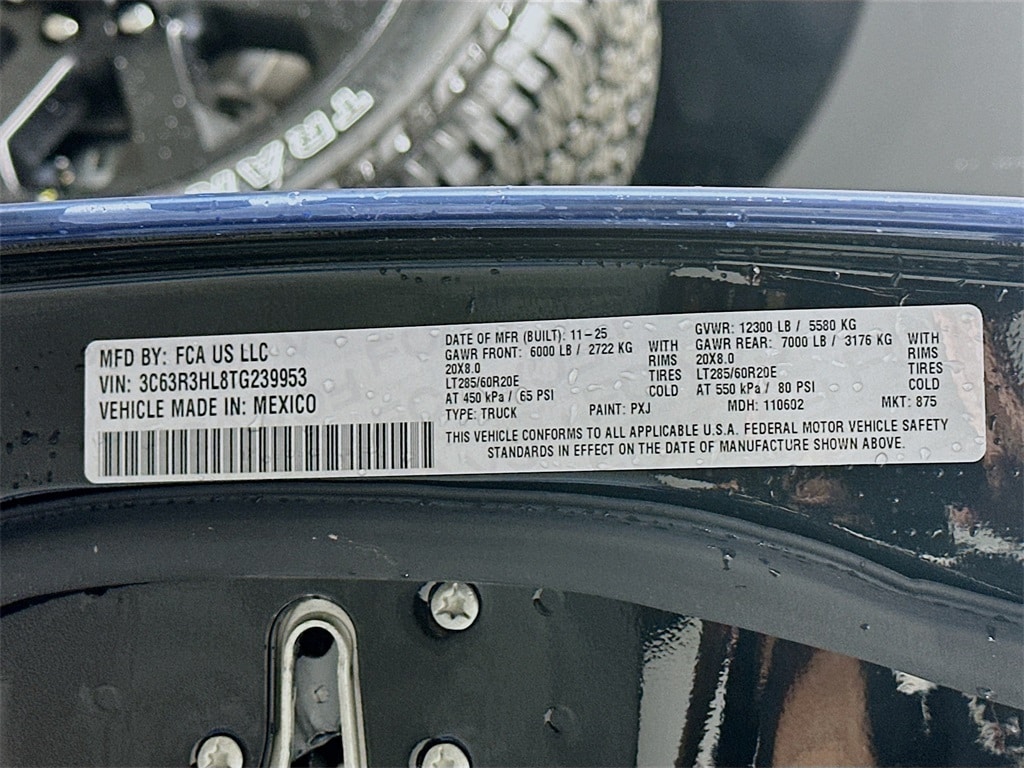 TRAN
MFD BY: FCA US LLC
VIN: 3C63R3HL8TG239953
VEHICLE MADE IN: MEXICO
DATE OF MFR (BUILT): 11-25
GAWR FRONT: 6000 LB / 2722 KG WITH
20X8.0 RIMS
LT285/60R20E TIRES
AT 450 kPa / 65 PSI COLD
TYPE: TRUCK PAINT: PXJ
GVWR: 12300 LB / 5580 KG
GAWR REAR: 7000 LB / 3176 KG WITH
20X8.0 RIMS
LT285/60R20E TIRES
AT 550 kPa / 80 PSI COLD
MDH: 110602 MKT: 875
THIS VEHICLE CONFORMS TO ALL APPLICABLE U.S.A. FEDERAL MOTOR VEHICLE SAFETY
STANDARDS IN EFFECT ON THE DATE OF MANUFACTURE SHOWN ABOVE.